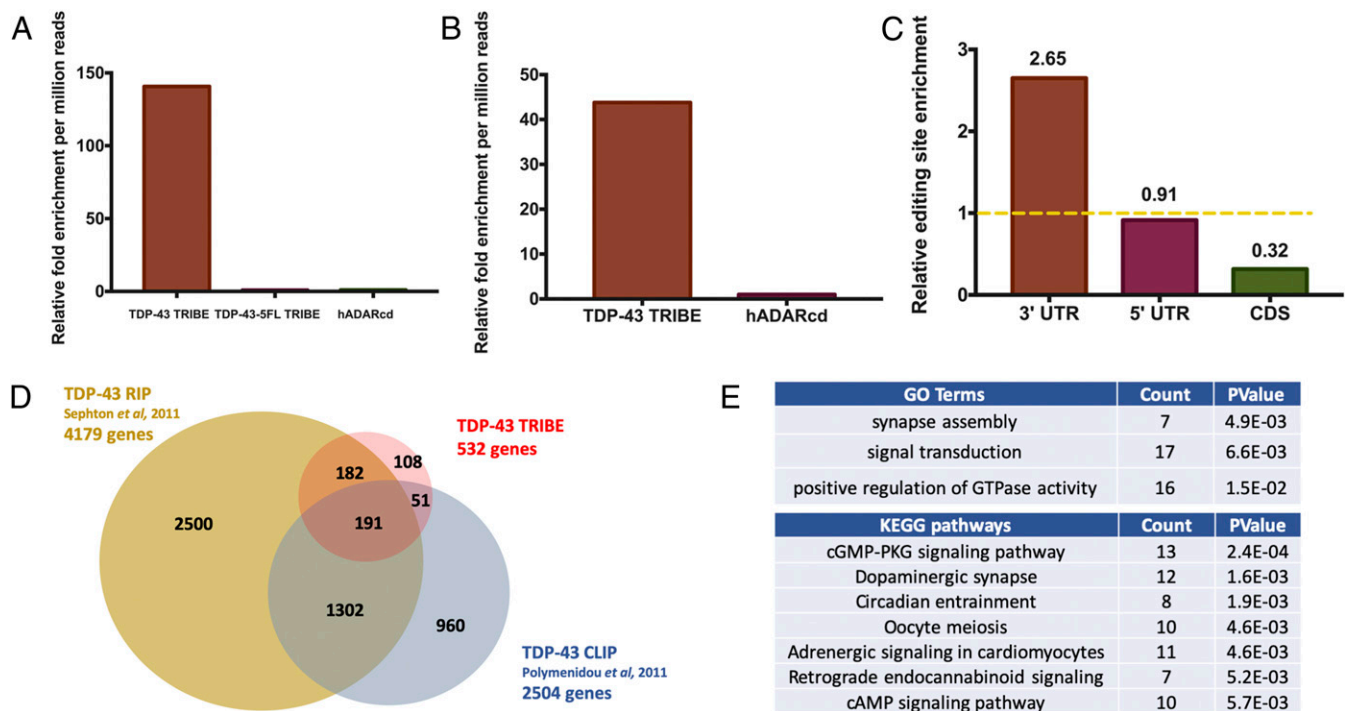 A
Relative fold enrichment per million reads
150
100
50
0
TDP-43 TRIBE
TDP-43-5FL TRIBE
hADARcd
B
Relative fold enrichment per million reads
50
40
30
20
10
0
TDP-43 TRIBE
hADARcd
C
Relative editing site enrichment
3
2
1
0
2.65
0.91
0.32
3' UTR
5' UTR
CDS
D
TDP-43 RIP
Sephton et al, 2011
4179 genes
TDP-43 TRIBE
532 genes
182
108
51
2500
191
1302
960
TDP-43 CLIP
Polymenidou et al, 2011
2504 genes
E
GO Terms Count PValue
synapse assembly 7 4.9E-03
signal transduction 17 6.6E-03
positive regulation of GTPase activity 16 1.5E-02
KEGG pathways Count PValue
cGMP-PKG signaling pathway 13 2.4E-04
Dopaminergic synapse 12 1.6E-03
Circadian entrainment 8 1.9E-03
Oocyte meiosis 10 4.6E-03
Adrenergic signaling in cardiomyocytes 11 4.6E-03
Retrograde endocannabinoid signaling 7 5.2E-03
cAMP signaling pathway 10 5.7E-03